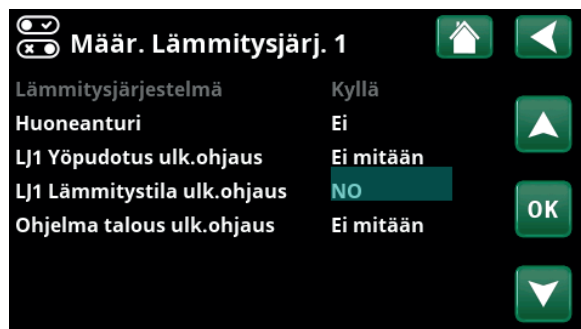 Määr. Lämmitysjärj. 1
Lämmitysjärjestelmä Kyllä
Huoneanturi Ei
LJ1 Yöpudotus ulk.ohjaus Ei mitään
LJ1 Lämmitystila ulk.ohjaus NO
Ohjelma talous ulk.ohjaus Ei mitään
OK